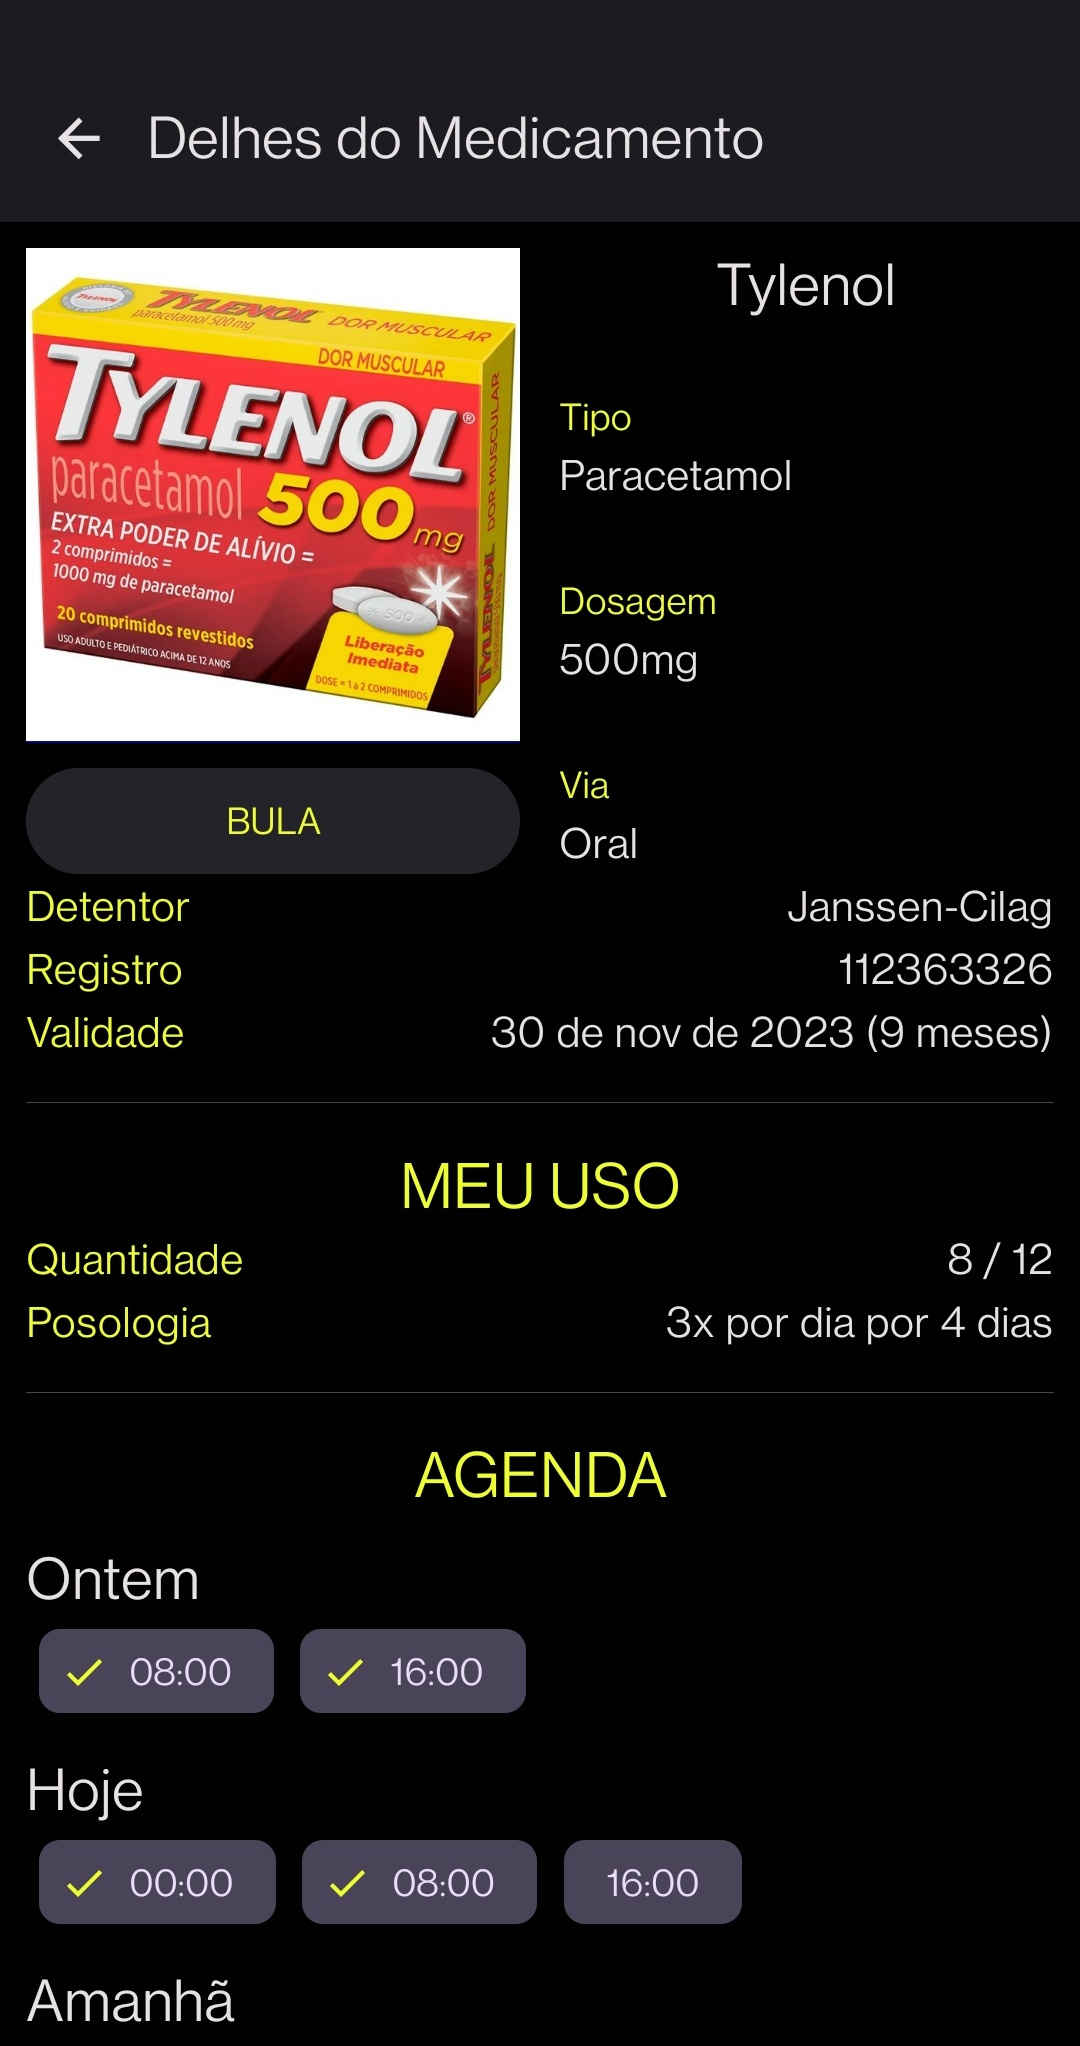 Delhes do Medicamento
TYLENOL
TYLENOL
paracetamol 500mg
DOR MUSCULAR
DOR MUSCULAR
TYLENOL®
paracetamol 500 mg
EXTRA PODER DE ALÍVIO =
2 comprimidos =
1000 mg de paracetamol
20 comprimidos revestidos
USO ADULTO E PEDIÁTRICO ACIMA DE 12 ANOS
500
Liberação
Imediata
DOSE = 1 a 2 COMPRIMIDOS
DOR MUSCULAR
TYLENOL
BULA
Tylenol
Tipo
Paracetamol
Dosagem
500mg
Via
Oral
Detentor Janssen-Cilag
Registro 112363326
Validade 30 de nov de 2023 (9 meses)
MEU USO
Quantidade 8 / 12
Posologia 3x por dia por 4 dias
AGENDA
Ontem
08:00 16:00
Hoje
00:00 08:00 16:00
Amanhã